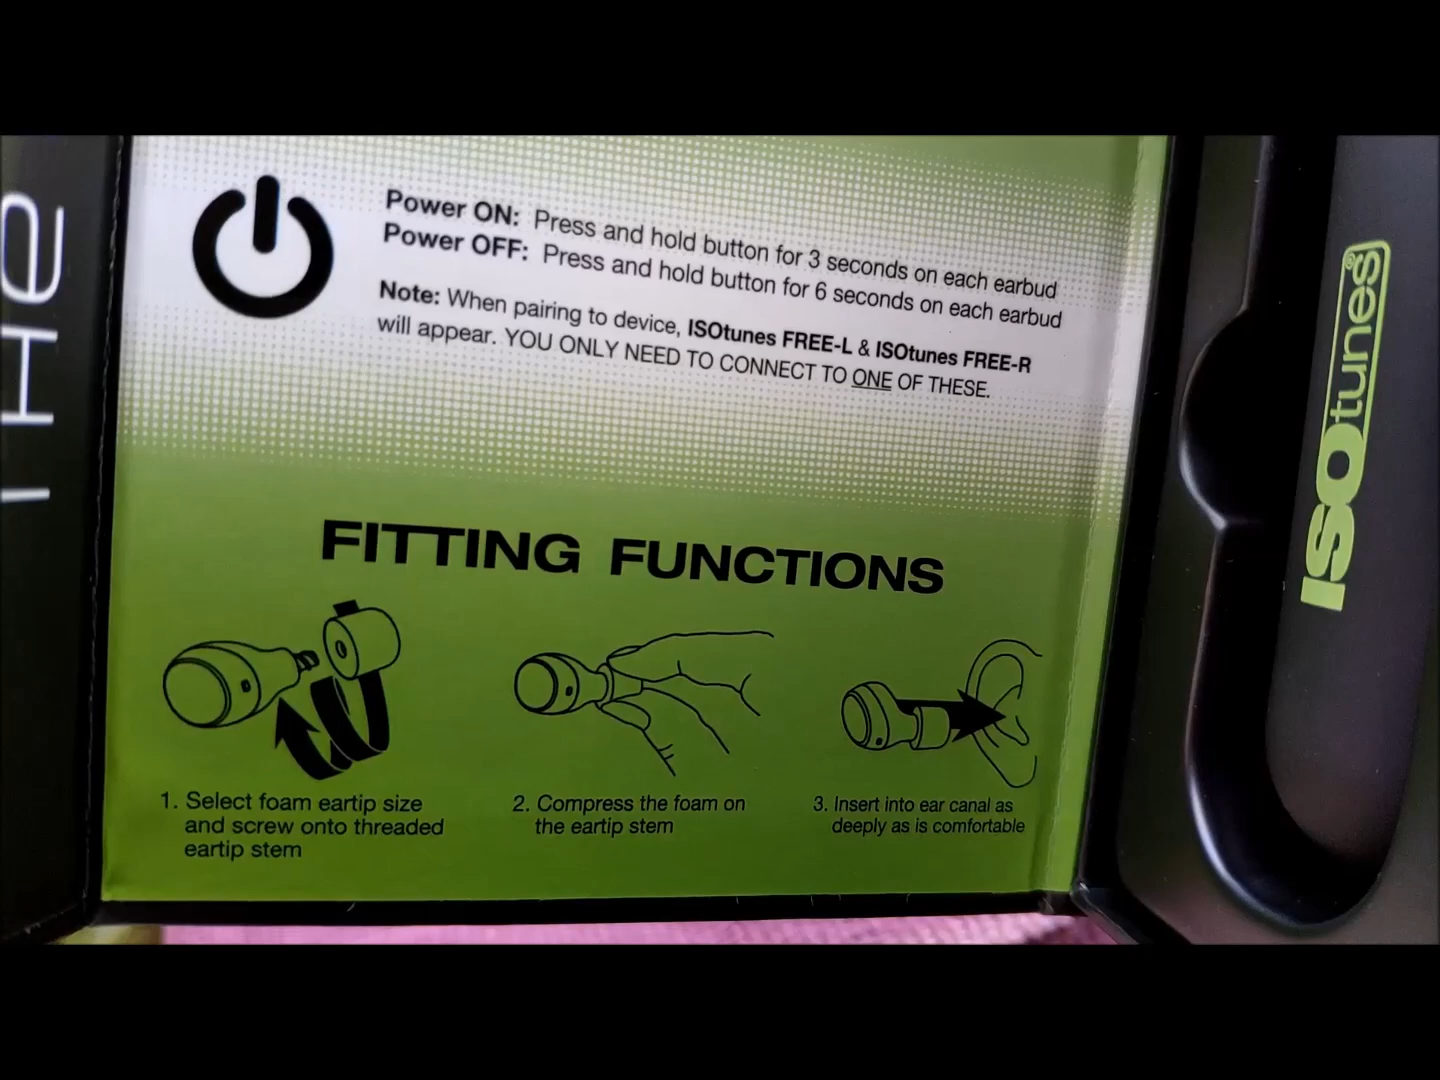 THe
Power ON: Press and hold button for 3 seconds on each earbud
Power OFF: Press and hold button for 6 seconds on each earbud
Note: When pairing to device, ISOtunes FREE-L & ISOtunes FREE-R
will appear. YOU ONLY NEED TO CONNECT TO ONE OF THESE.
FITTING FUNCTIONS
1. Select foam eartip size
and screw onto threaded
eartip stem
2. Compress the foam on
the eartip stem
3. Insert into ear canal as
deeply as is comfortable
ISOtunes®